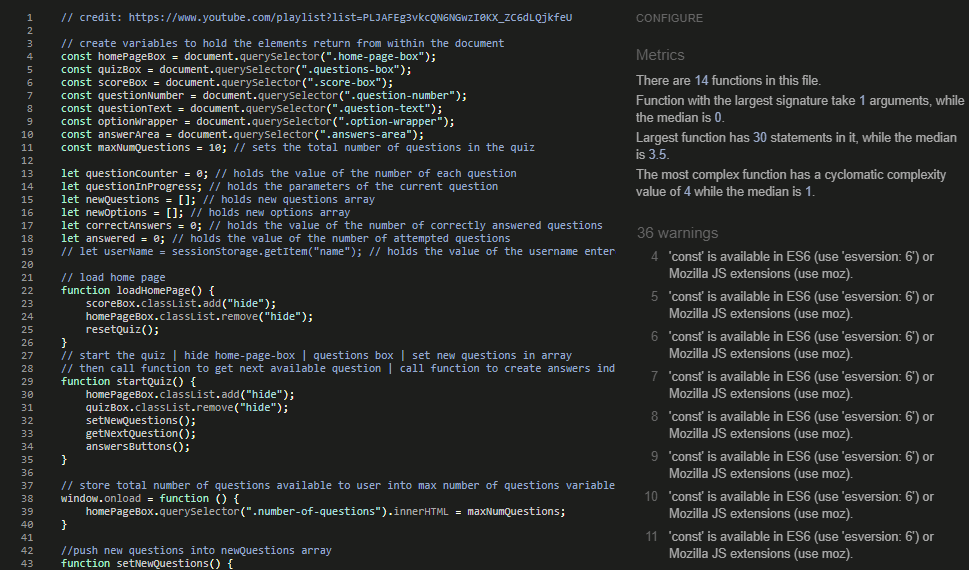 1 // credit: https://www.youtube.com/playlist?list=PLJAFEg3vkcQN6NGwzI0KX_ZC6dLQjkfeU
2
3 // create variables to hold the elements return from within the document
4 const homePageBox = document.querySelector(".home-page-box");
5 const quizBox = document.querySelector(".questions-box");
6 const scoreBox = document.querySelector(".score-box");
7 const questionNumber = document.querySelector(".question-number");
8 const questionText = document.querySelector(".question-text");
9 const optionWrapper = document.querySelector(".option-wrapper");
10 const answerArea = document.querySelector(".answers-area");
11 const maxNumQuestions = 10; // sets the total number of questions in the quiz
12
13 let questionCounter = 0; // holds the value of the number of each question
14 let questionInProgress; // holds the parameters of the current question
15 let newQuestions = []; // holds new questions array
16 let newOptions = []; // holds new options array
17 let correctAnswers = 0; // holds the value of the number of correctly answered questions
18 let answered = 0; // holds the value of the number of attempted questions
19 // let userName = sessionStorage.getItem("name"); // holds the value of the username enter
20
21 // load home page
22 function loadHomePage() {
23 scoreBox.classList.add("hide");
24 homePageBox.classList.remove("hide");
25 resetQuiz();
26 }
27 // start the quiz | hide home-page-box | questions box | set new questions in array
28 // then call function to get next available question | call function to create answers ind
29 function startQuiz() {
30 homePageBox.classList.add("hide");
31 quizBox.classList.remove("hide");
32 setNewQuestions();
33 getNextQuestion();
34 answersButtons();
35 }
36
37 // store total number of questions available to user into max number of questions variable
38 window.onload = function () {
39 homePageBox.querySelector(".number-of-questions").innerHTML = maxNumQuestions;
40 }
41
42 //push new questions into newQuestions array
43 function setNewQuestions() {
CONFIGURE
Metrics
There are 14 functions in this file.
Function with the largest signature take 1 arguments, while
the median is 0.
Largest function has 30 statements in it, while the median
is 3.5.
The most complex function has a cyclomatic complexity
value of 4 while the median is 1.
36 warnings
4 'const' is available in ES6 (use 'esversion: 6') or
Mozilla JS extensions (use moz).
5 'const' is available in ES6 (use 'esversion: 6') or
Mozilla JS extensions (use moz).
6 'const' is available in ES6 (use 'esversion: 6') or
Mozilla JS extensions (use moz).
7 'const' is available in ES6 (use 'esversion: 6') or
Mozilla JS extensions (use moz).
8 'const' is available in ES6 (use 'esversion: 6') or
Mozilla JS extensions (use moz).
9 'const' is available in ES6 (use 'esversion: 6') or
Mozilla JS extensions (use moz).
10 'const' is available in ES6 (use 'esversion: 6') or
Mozilla JS extensions (use moz).
11 'const' is available in ES6 (use 'esversion: 6') or
Mozilla JS extensions (use moz).